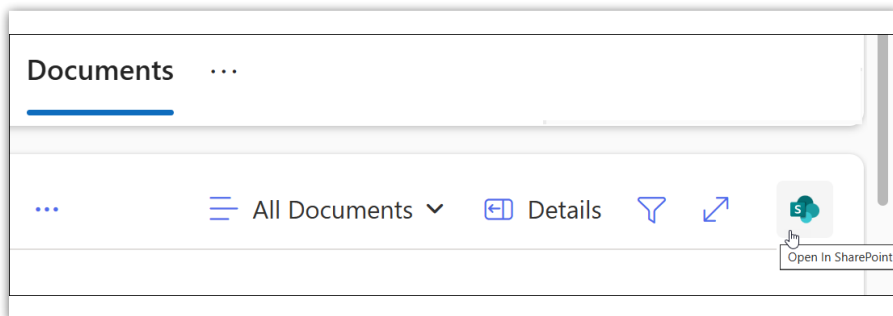 Documents ...
... All Documents Details S
Open In SharePoint